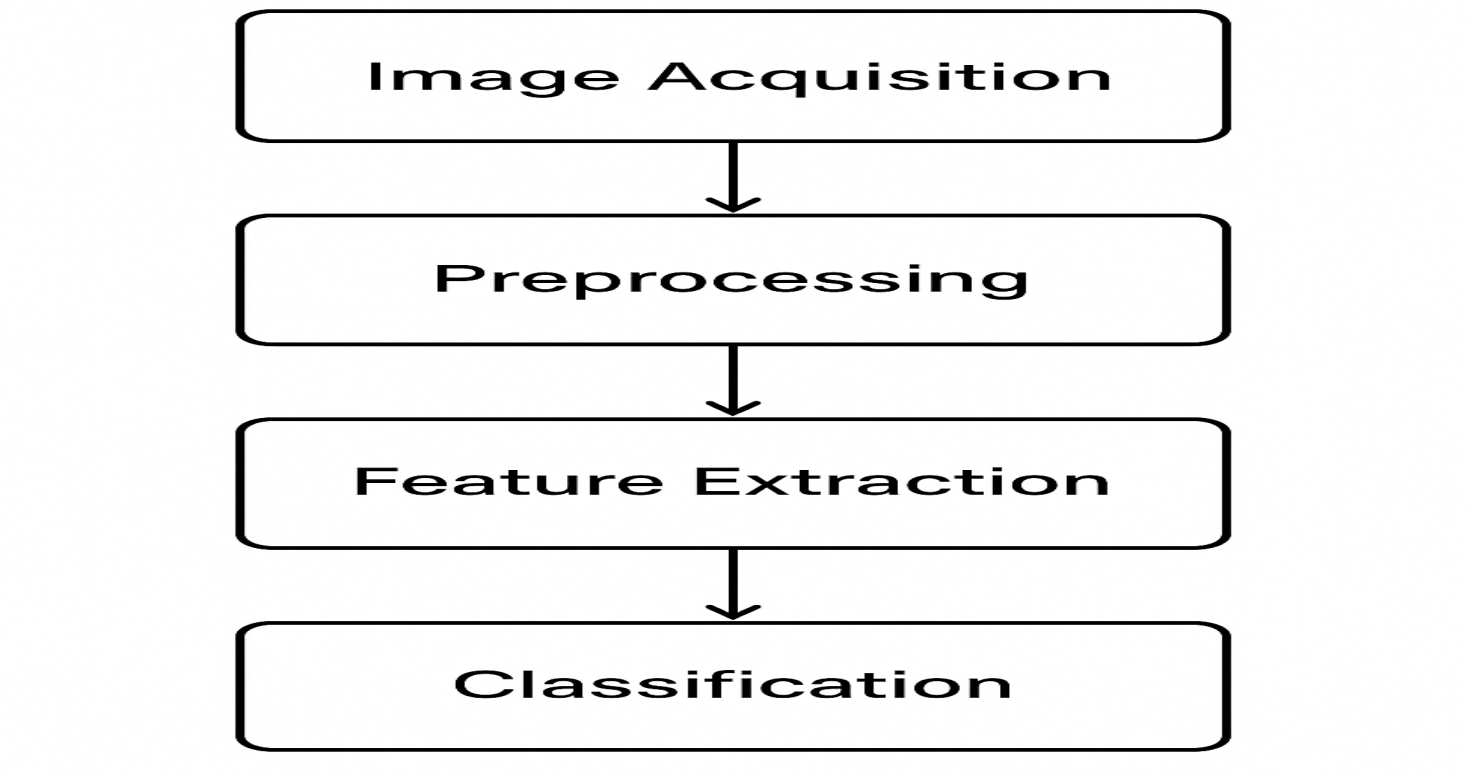 Image Acquisition
Preprocessing
Feature Extraction
Classification